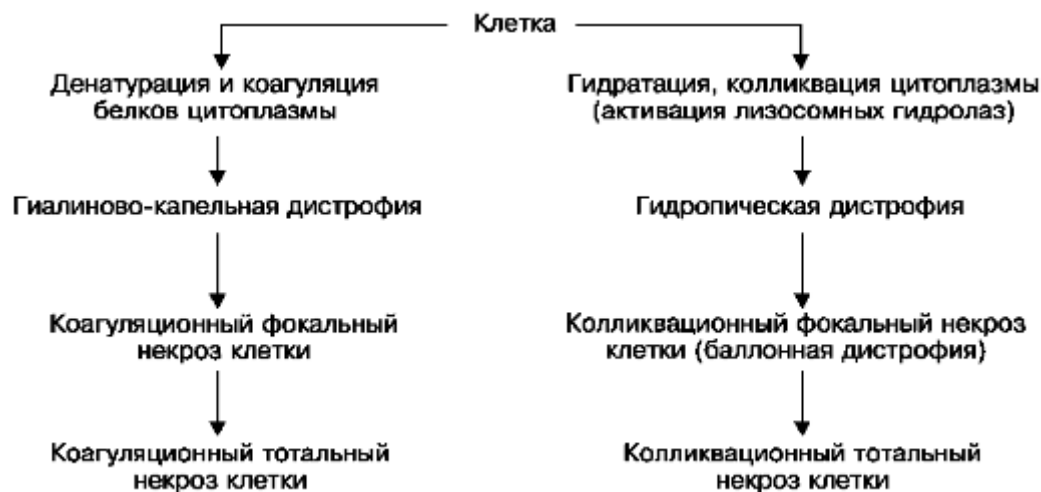 Клетка
Денатурация и коагуляция
белков цитоплазмы
Гидратация, колликвация цитоплазмы
(активация лизосомных гидролаз)
Гиалиново-капельная дистрофия
Гидропическая дистрофия
Коагуляционный фокальный
некроз клетки
Колликвационный фокальный некроз
клетки (баллонная дистрофия)
Коагуляционный тотальный
некроз клетки
Колликвационный тотальный
некроз клетки